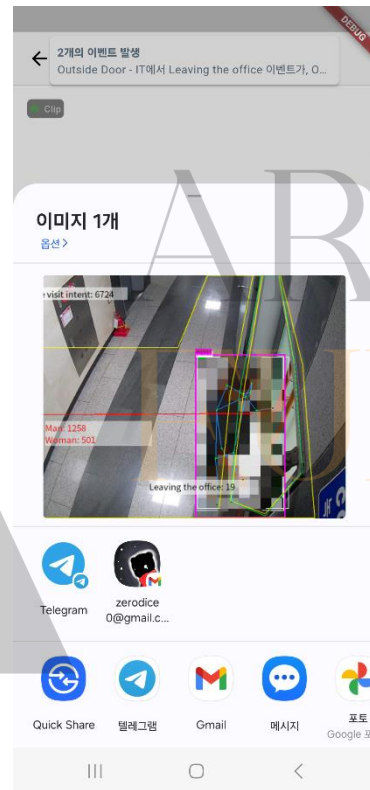 DEBUG
2개의 이벤트 발생
Outside Door - IT에서 Leaving the office 이벤트가, O...
Clip
이미지 1개
옵션 >
visit intent: 6724
Man: 1258
Woman: 501
Leaving the office: 19
Telegram
zerodice
0@gmail.c...
Quick Share
텔레그램
Gmail
메시지
포토
Google 포